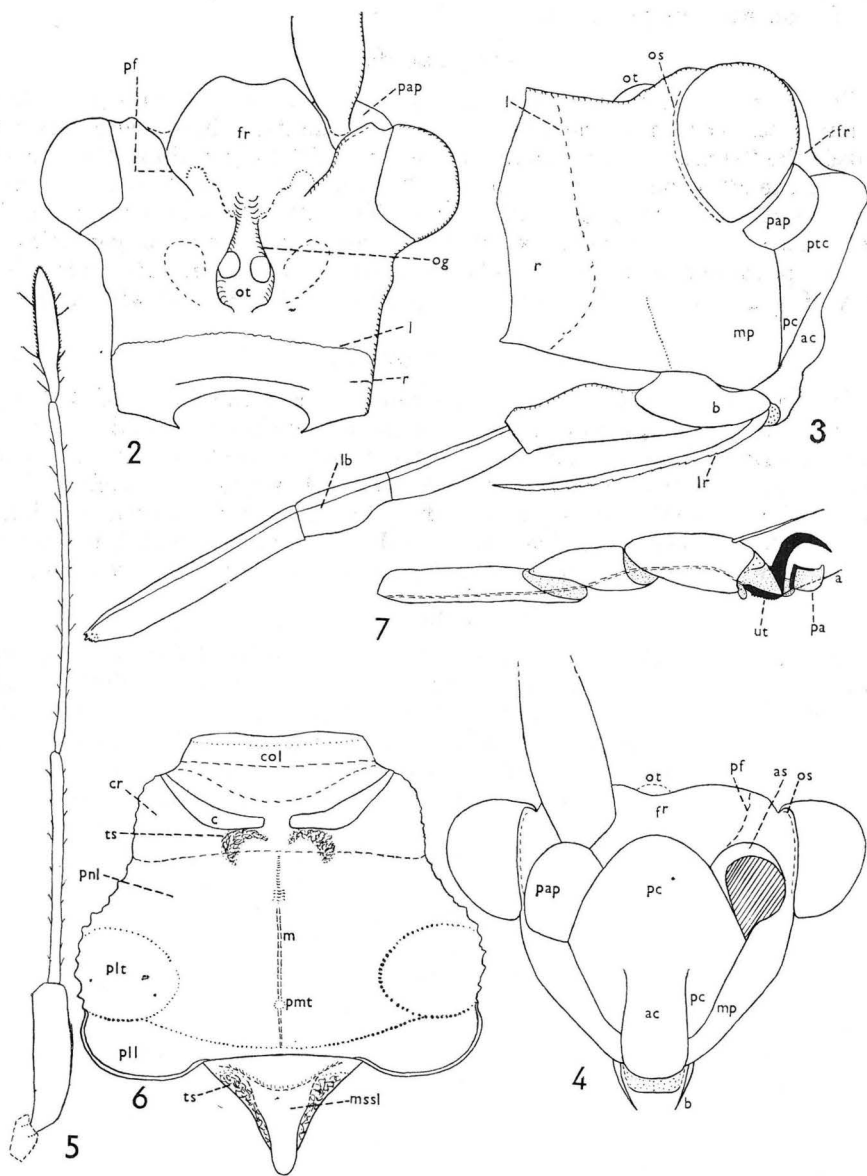 pf
fr
pap
og
ot
l
r
2
ot
os
l
fr
pap
ptc
r
mp
pc
ac
b
3
lb
lr
7
a
ut
pa
5
col
cr
c
ts
pnl
m
plt
pmt
pll
6
ts
mssl
ot
pf
as
os
fr
pap
pc
pc
ac
mp
4
b